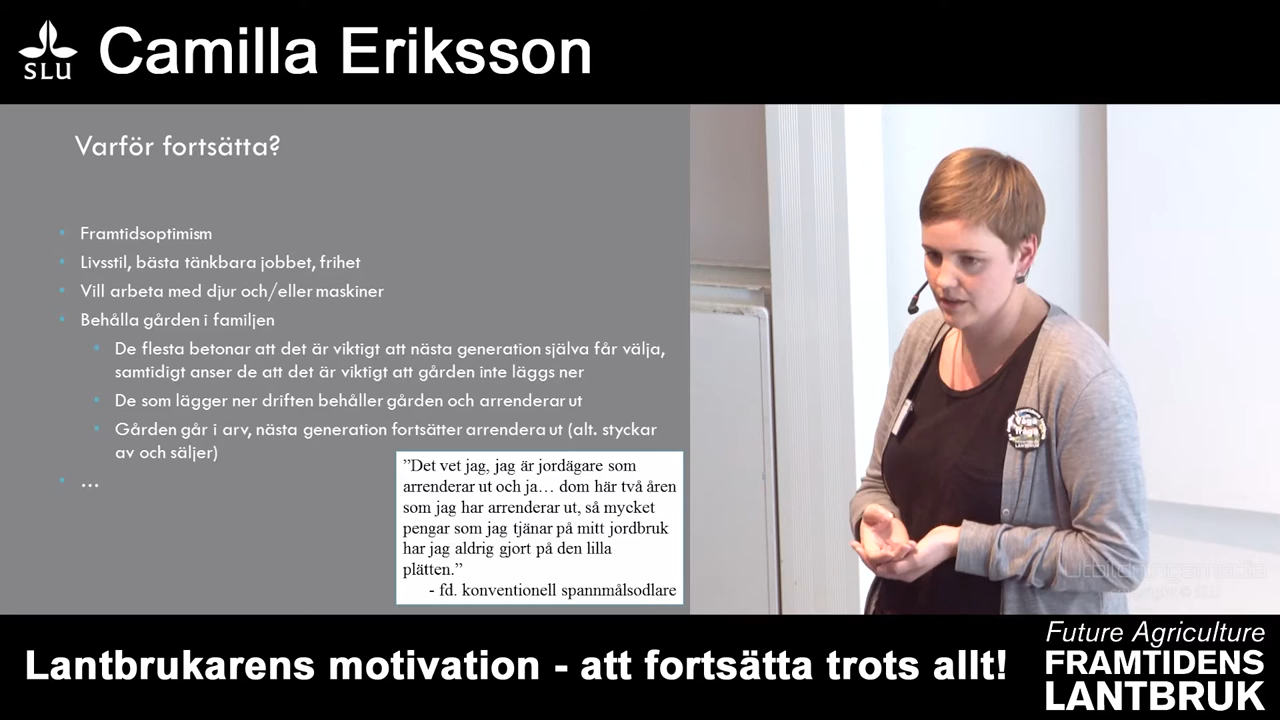 SLU
Camilla Eriksson
Varför fortsätta?
• Framtidsoptimism
• Livsstil, bästa tänkbara jobbet, frihet
• Vill arbeta med djur och/eller maskiner
• Behålla gården i familjen
• De flesta betonar att det är viktigt att nästa generation själva får välja,
samtidigt anser de att det är viktigt att gården inte läggs ner
• De som lägger ner driften behåller gården och arrenderar ut
• Gården går i arv, nästa generation fortsätter arrendera ut (alt. styckar
av och säljer)
• ...
”Det vet jag, jag är jordägare som
arrenderar ut och ja… dom här två åren
som jag har arrenderar ut, så mycket
pengar som jag tjänar på mitt jordbruk
har jag aldrig gjort på den lilla
plätten.”
- fd. konventionell spannmålsodlare
Våga
Fråga
LANTBRUK
Utbildningsmedia
© SLU
Lantbrukarens motivation - att fortsätta trots allt!
Future Agriculture
FRAMTIDENS
LANTBRUK